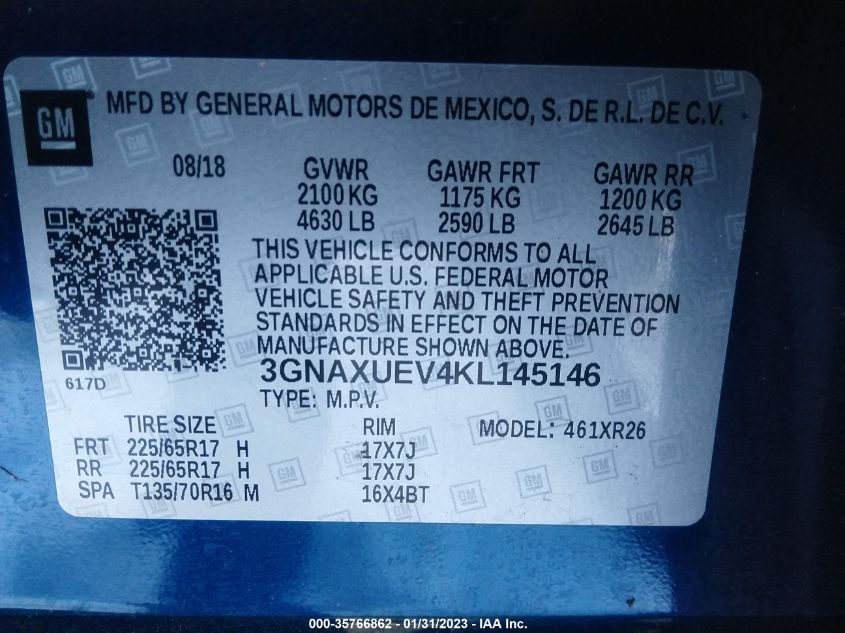 GM
MFD BY GENERAL MOTORS DE MEXICO, S. DE R.L. DE C.V.
08/18 GVWR GAWR FRT GAWR RR
2100 KG 1175 KG 1200 KG
4630 LB 2590 LB 2645 LB
THIS VEHICLE CONFORMS TO ALL
APPLICABLE U.S. FEDERAL MOTOR
VEHICLE SAFETY AND THEFT PREVENTION
STANDARDS IN EFFECT ON THE DATE OF
MANUFACTURE SHOWN ABOVE.
617D
3GNAXUEV4KL145146
TYPE: M.P.V.
TIRE SIZE RIM MODEL: 461XR26
FRT 225/65R17 H 17X7J
RR 225/65R17 H 17X7J
SPA T135/70R16 M 16X4BT
000-35766862 - 01/31/2023 - IAA Inc.